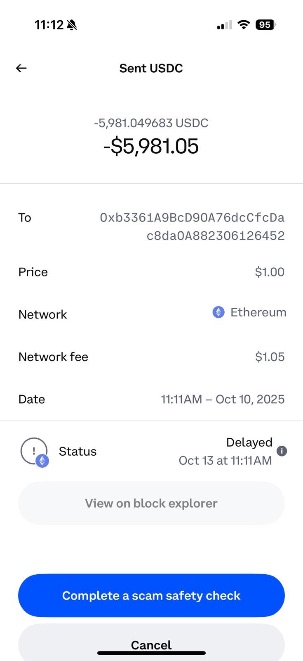 11:12
95
Sent USDC
-5,981.049683 USDC
-$5,981.05
To 0xb3361A9BcD90A76dcCfcDa
c8da0A882306126452
Price $1.00
Network Ethereum
Network fee $1.05
Date 11:11AM – Oct 10, 2025
Status Delayed
Oct 13 at 11:11AM
View on block explorer
Complete a scam safety check
Cancel